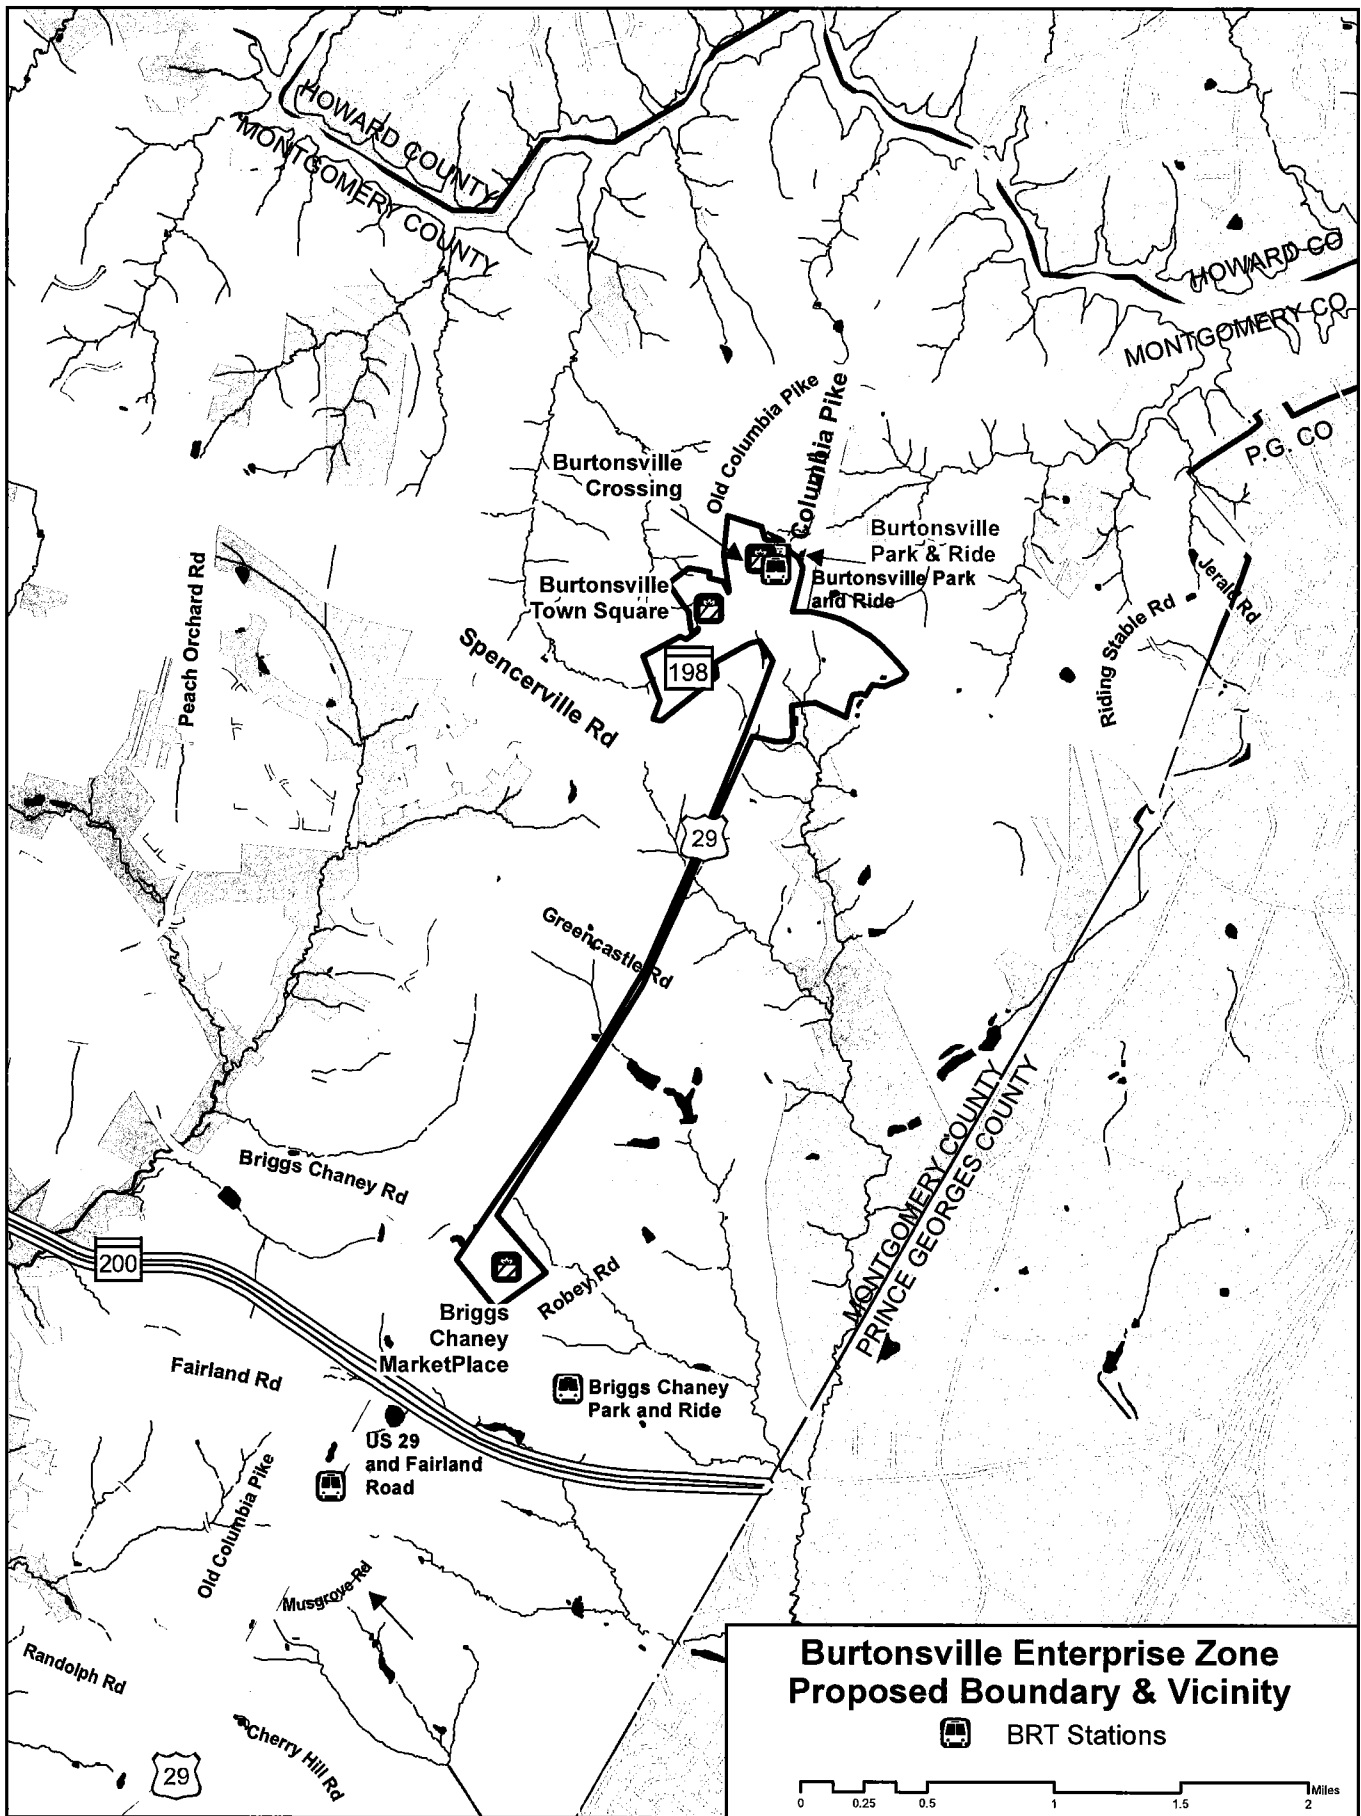 HOWARD COUNTY
MONTGOMERY COUNTY
HOWARD CO
MONTGOMERY CO
P.G. CO
Old Columbia Pike
Columbia Pike
Burtonsville
Crossing
Burtonsville
Park & Ride
Burtonsville Park
and Ride
Burtonsville
Town Square
198
Spencerville Rd
Peach Orchard Rd
Riding Stable Rd
Jerald Rd
29
Greencastle Rd
Briggs Chaney Rd
200
MONTGOMERY COUNTY
PRINCE GEORGES COUNTY
Robey Rd
Briggs
Chaney
MarketPlace
Fairland Rd
Briggs Chaney
Park and Ride
US 29
and Fairland
Road
Old Columbia Pike
Musgrove Rd
Randolph Rd
Cherry Hill Rd
29
Burtonsville Enterprise Zone
Proposed Boundary & Vicinity
BRT Stations
Miles
0 0.25 0.5 1 1.5 2